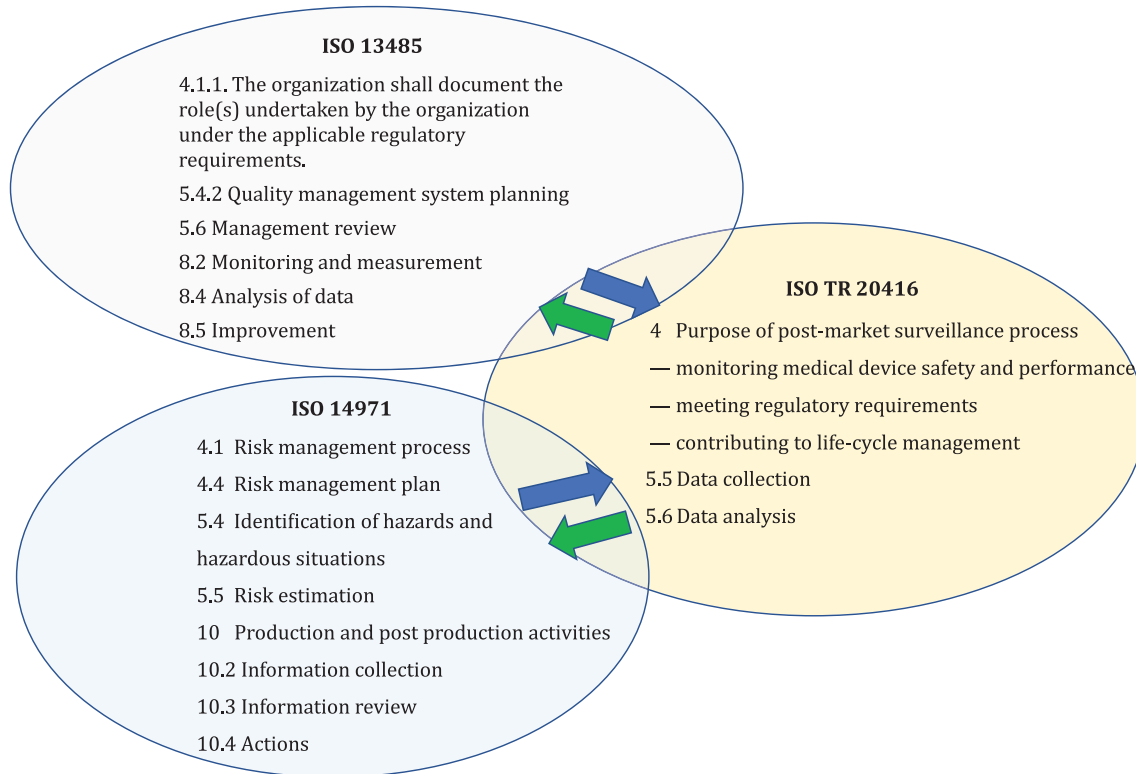 ISO 13485
4.1.1. The organization shall document the
role(s) undertaken by the organization
under the applicable regulatory
requirements.
5.4.2 Quality management system planning
5.6 Management review
8.2 Monitoring and measurement
8.4 Analysis of data
8.5 Improvement
ISO TR 20416
4 Purpose of post-market surveillance process
— monitoring medical device safety and performance
— meeting regulatory requirements
— contributing to life-cycle management
5.5 Data collection
5.6 Data analysis
ISO 14971
4.1 Risk management process
4.4 Risk management plan
5.4 Identification of hazards and
hazardous situations
5.5 Risk estimation
10 Production and post production activities
10.2 Information collection
10.3 Information review
10.4 Actions